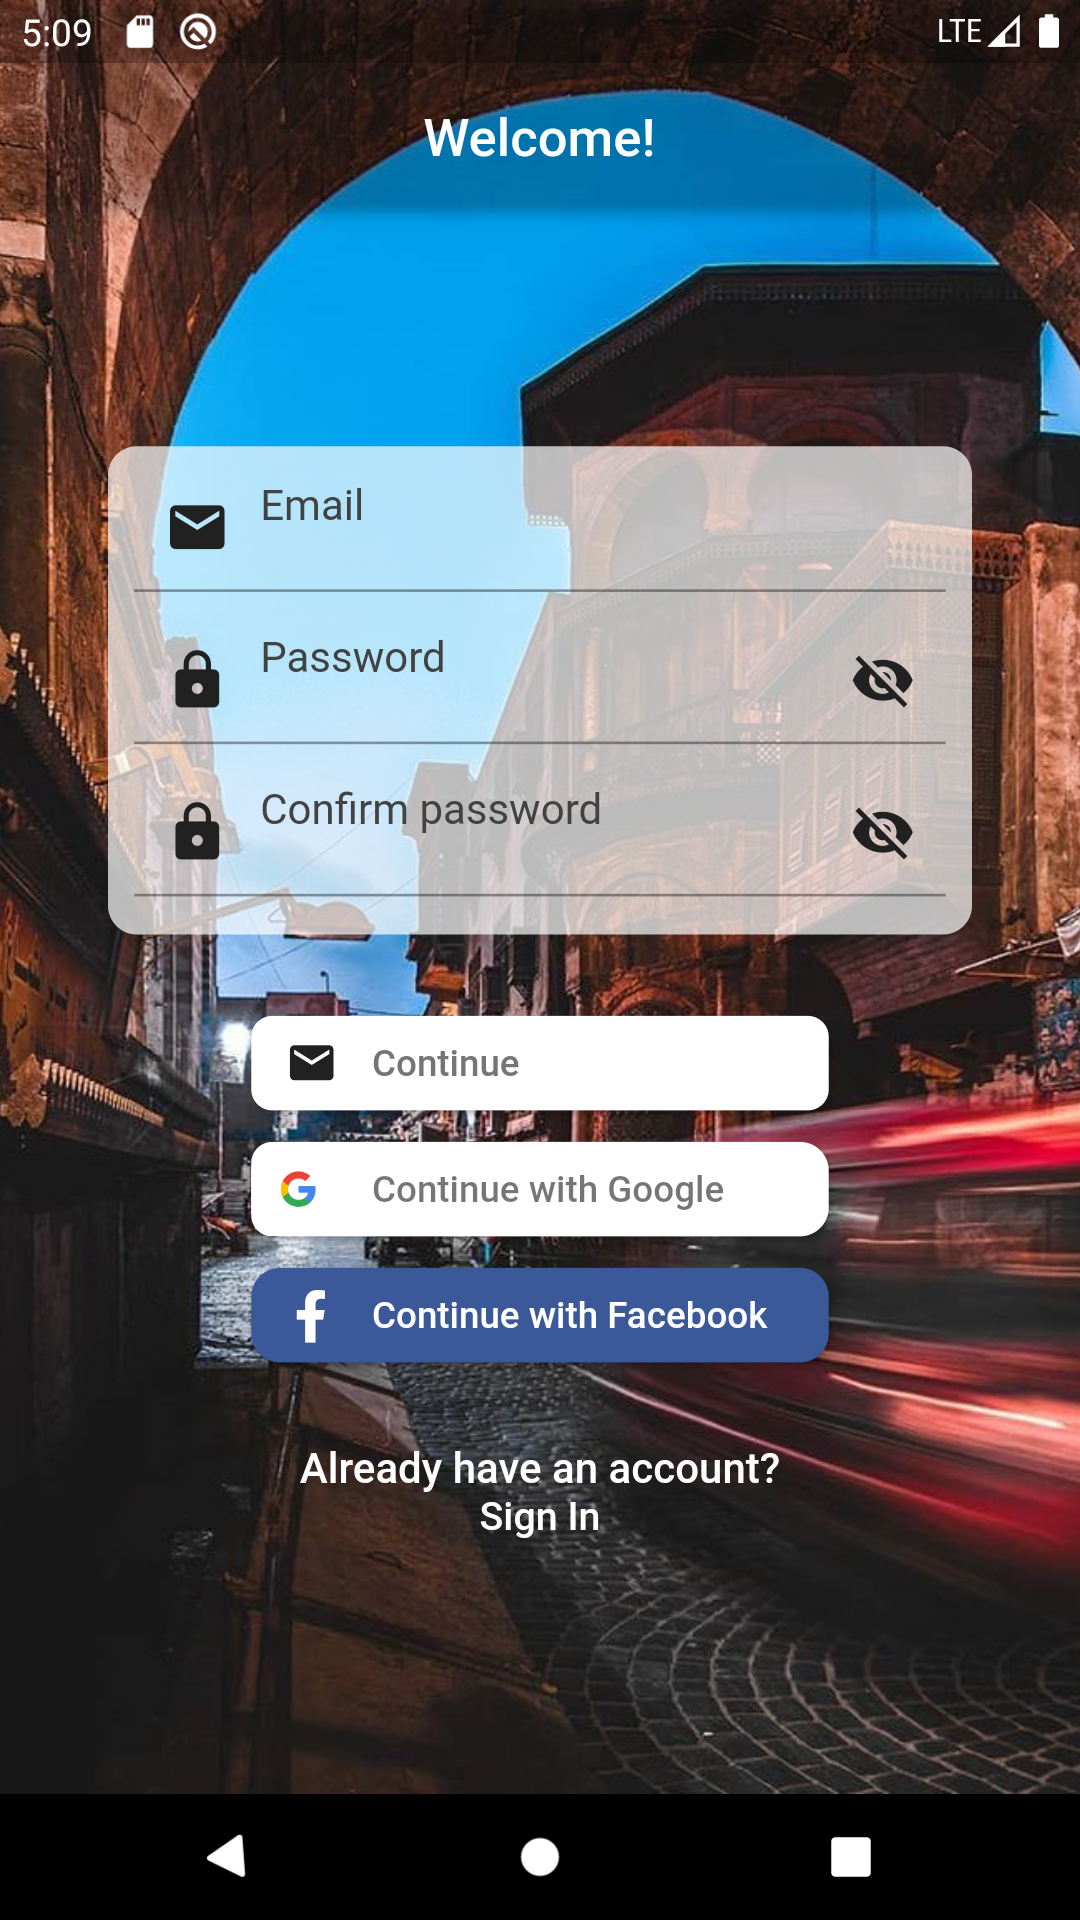 5:09
LTE
Welcome!
Email
Password
Confirm password
Continue
Continue with Google
Continue with Facebook
Already have an account?
Sign In